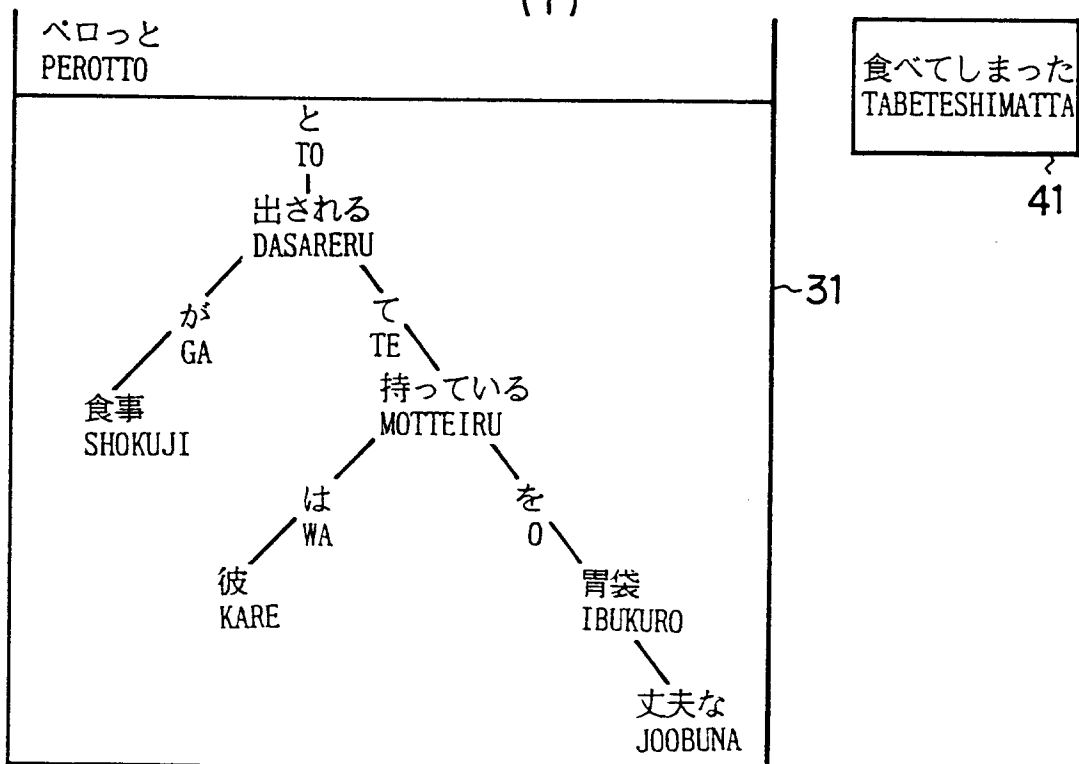 ペロっと
PEROTTO
食べてしまった
TABETESHIMATTA
41
と
TO
出される
DASARERU
31
が
GA
て
TE
食事
SHOKUJI
持っている
MOTTEIRU
は
WA
を
O
彼
KARE
胃袋
IBUKURO
丈夫な
JOOBUNA